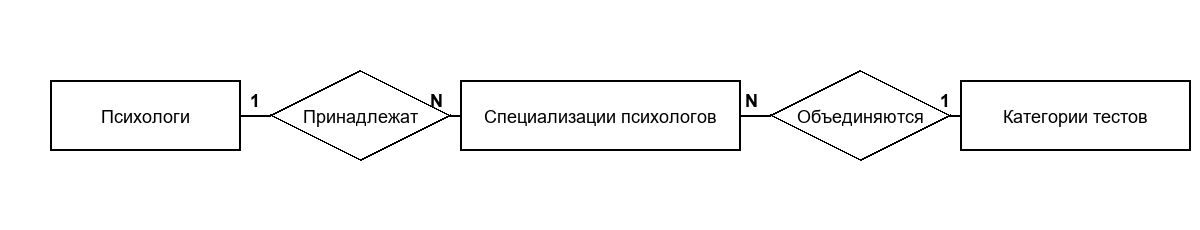 Психологи
1
Принадлежат
N
Специализации психологов
N
Объединяются
1
Категории тестов